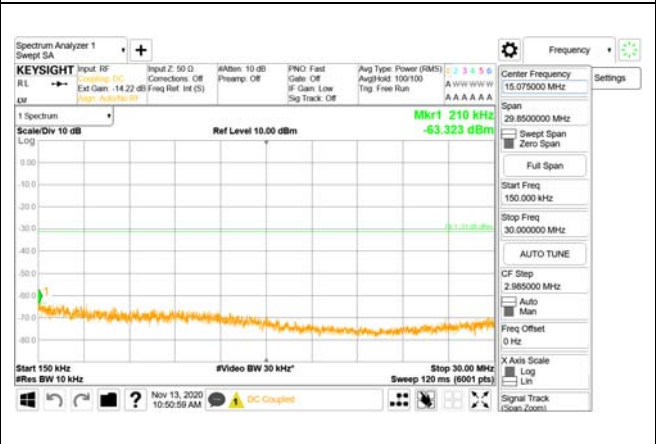 Spectrum Analyzer 1
Swept SA
+
Frequency
KEYSIGHT
RL
Input: RF
Coupling: DC
Ext Gain: -14.22 dB
Align: Auto/No RF
Input Z: 50 Ω
Corrections: Off
Freq Ref: Int (S)
#Atten: 10 dB
Preamp: Off
PNO: Fast
Gate: Off
IF Gain: Low
Sig Track: Off
Avg Type: Power (RMS)
Avg|Hold: 100/100
Trig: Free Run
1 2 3 4 5 6
A W W W W W
A A A A A A
1 Spectrum
Scale/Div 10 dB
Log
Ref Level 10.00 dBm
Mkr1 210 kHz
-63.323 dBm
0.00
-10.0
-20.0
-30.0
-40.0
-50.0
-60.0
-70.0
-80.0
1
Start 150 kHz
#Res BW 10 kHz
#Video BW 30 kHz*
Stop 30.00 MHz
Sweep 120 ms (6001 pts)
Nov 13, 2020
10:50:59 AM
DC Coupled
Settings
Center Frequency
15.075000 MHz
Span
29.8500000 MHz
Swept Span
Zero Span
Full Span
Start Freq
150.000 kHz
Stop Freq
30.000000 MHz
AUTO TUNE
CF Step
2.985000 MHz
Auto
Man
Freq Offset
0 Hz
X Axis Scale
Log
Lin
Signal Track
(Span Zoom)